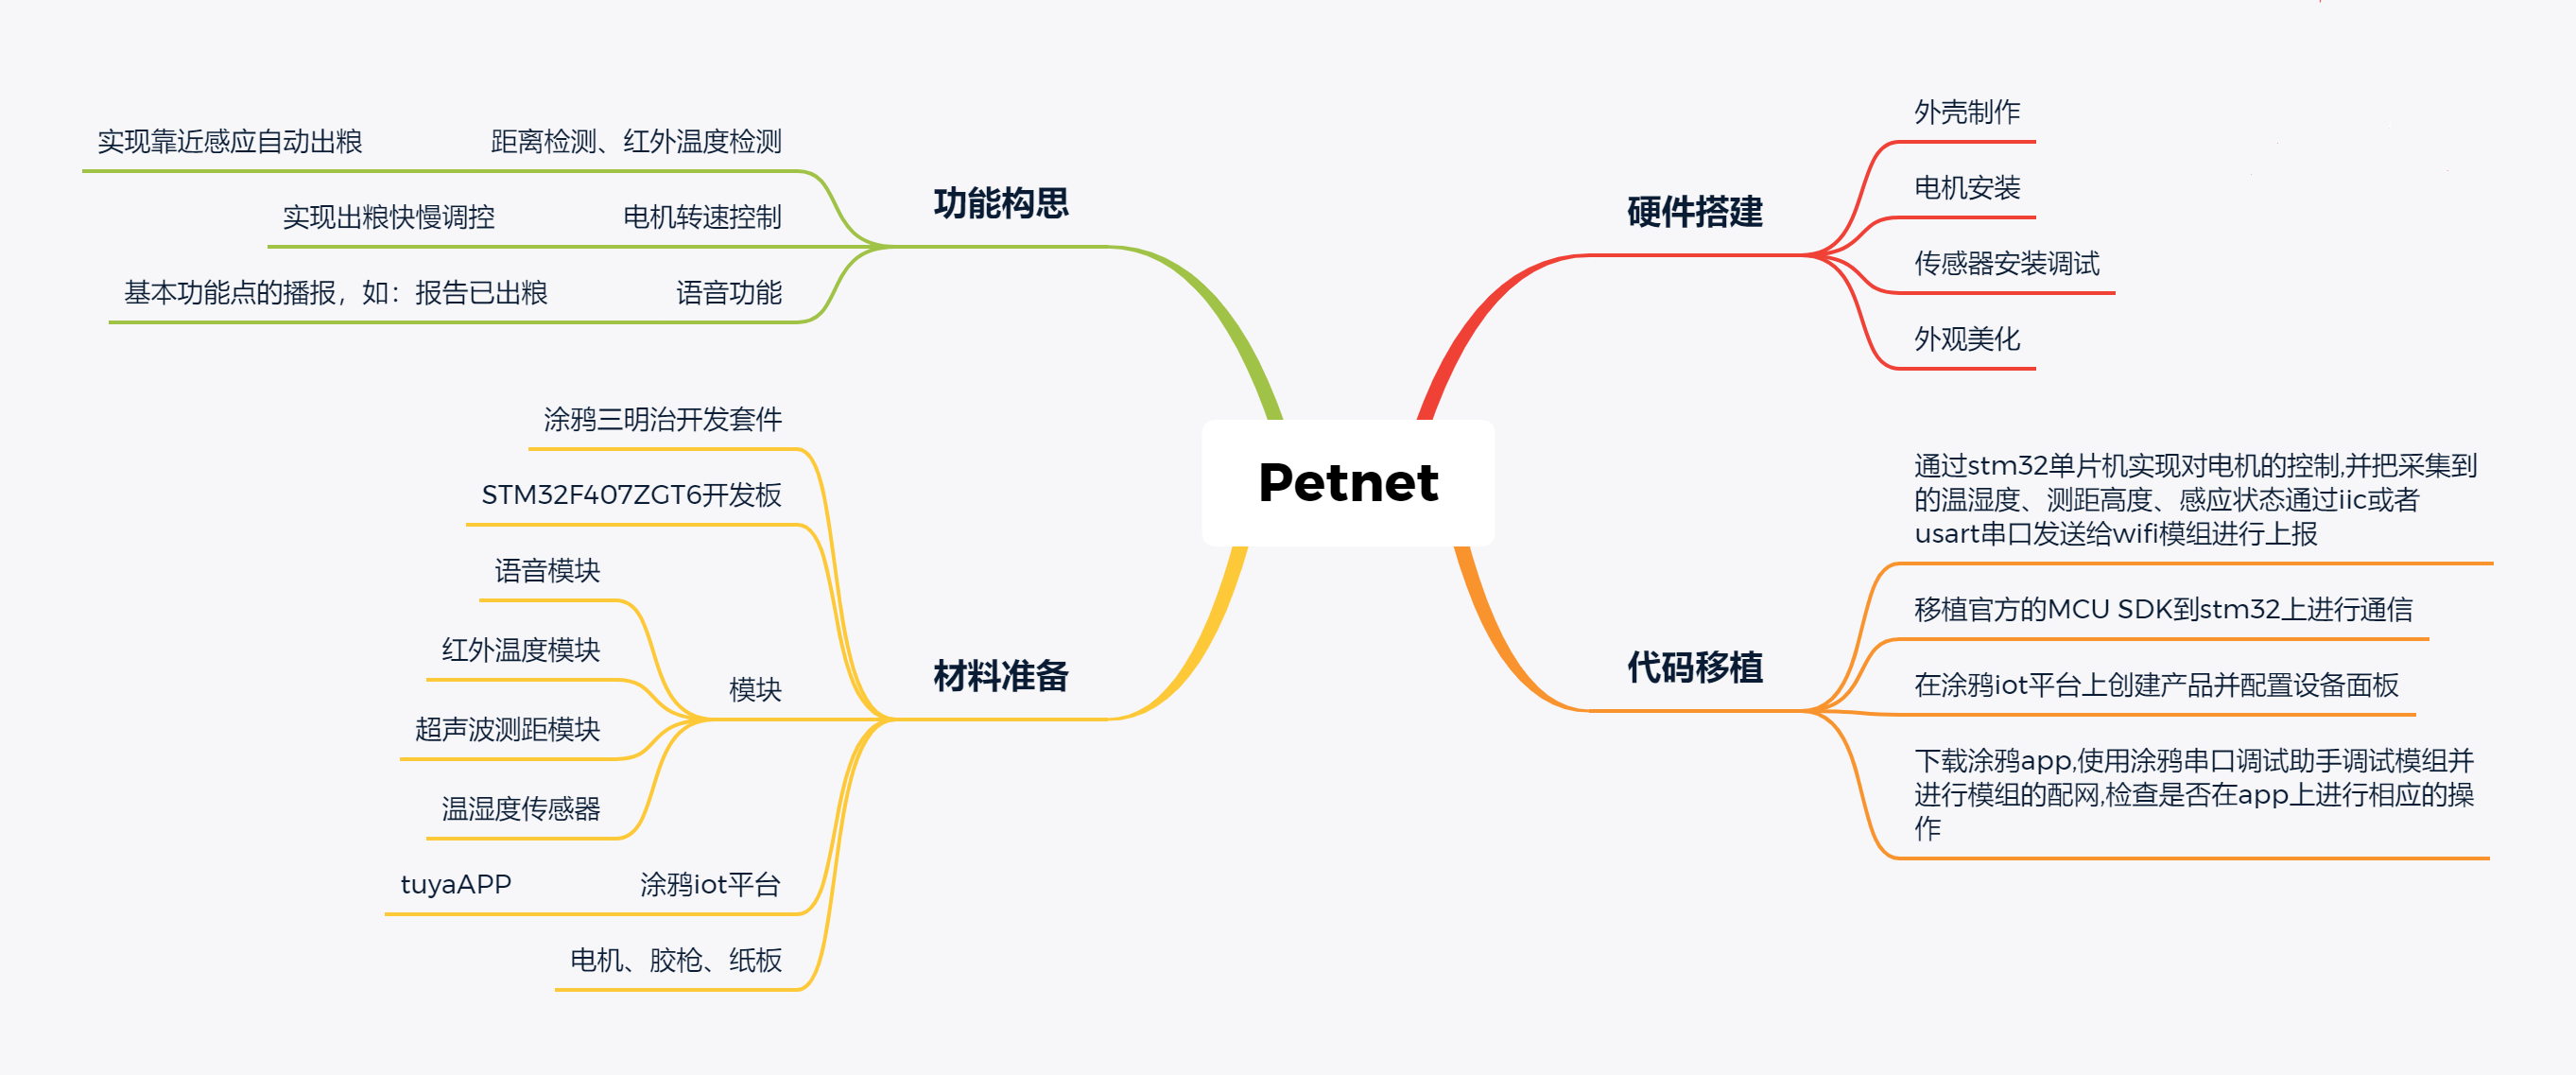 Petnet
功能构思
距离检测、红外温度检测
实现靠近感应自动出粮
电机转速控制
实现出粮快慢调控
语音功能
基本功能点的播报，如：报告已出粮
材料准备
涂鸦三明治开发套件
STM32F407ZGT6开发板
模块
语音模块
红外温度模块
超声波测距模块
温湿度传感器
涂鸦iot平台
tuyaAPP
电机、胶枪、纸板
硬件搭建
外壳制作
电机安装
传感器安装调试
外观美化
代码移植
通过stm32单片机实现对电机的控制,并把采集到
的温湿度、测距高度、感应状态通过iic或者
usart串口发送给wifi模组进行上报
移植官方的MCU SDK到stm32上进行通信
在涂鸦iot平台上创建产品并配置设备面板
下载涂鸦app,使用涂鸦串口调试助手调试模组并
进行模组的配网,检查是否在app上进行相应的操
作